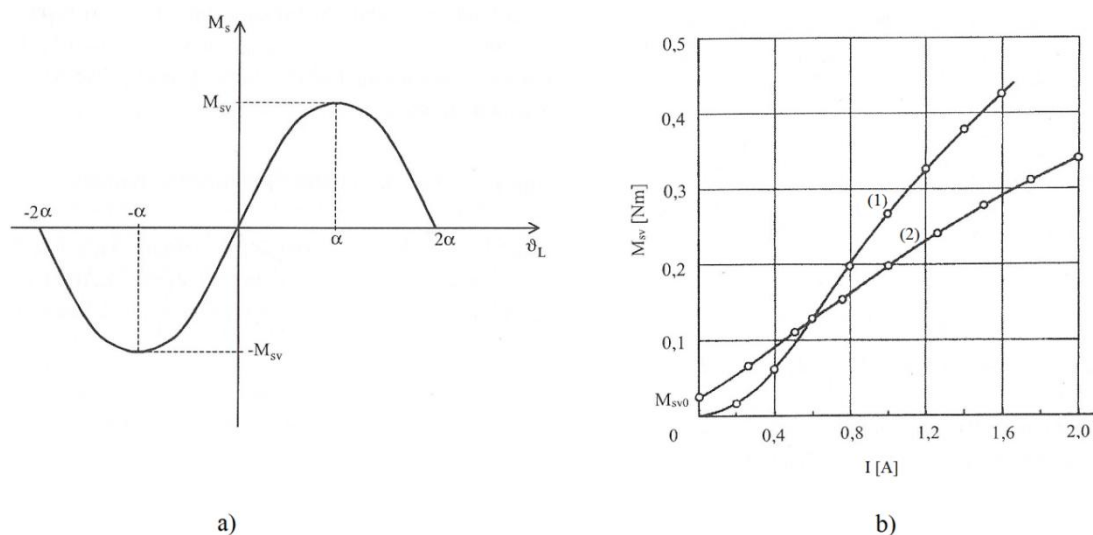 M_s
M_sv
-2α
-α
α
2α
ϑ_L
-M_sv
a)
0,5
0,4
0,3
0,2
0,1
M_sv0
0
M_sv [Nm]
(1)
(2)
0,4
0,8
1,2
1,6
2,0
I [A]
b)